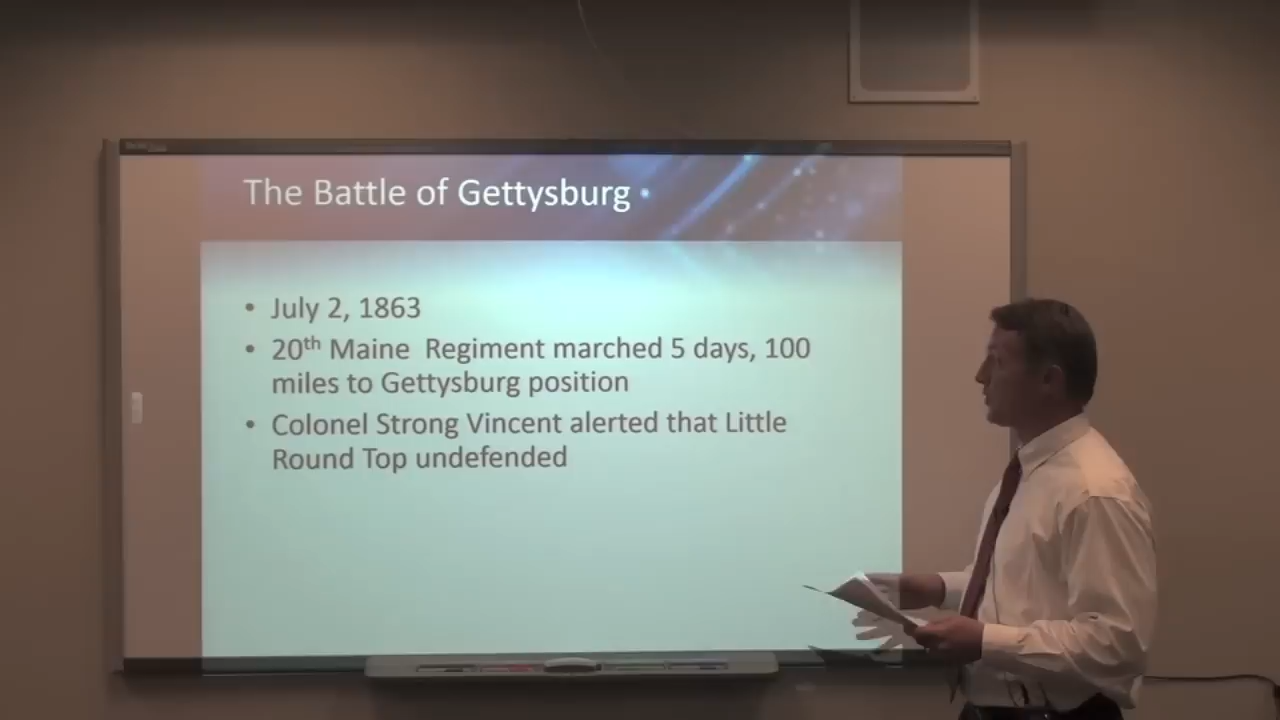 The Battle of Gettysburg
• July 2, 1863
• 20th Maine Regiment marched 5 days, 100
miles to Gettysburg position
• Colonel Strong Vincent alerted that Little
Round Top undefended